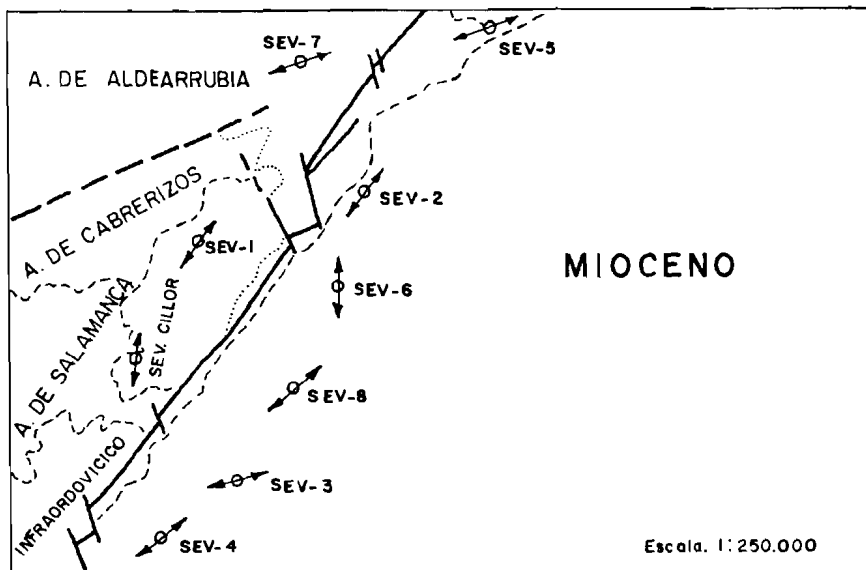 SEV-7
SEV-5
A. DE ALDEARRUBIA
A. DE CABRERIZOS
SEV-2
SEV-1
MIOCENO
SEV-6
A. DE SALAMANCA
SEV. CILLOR
SEV-8
INFRAORDOVICICO
SEV-3
SEV-4
Escala. 1:250.000